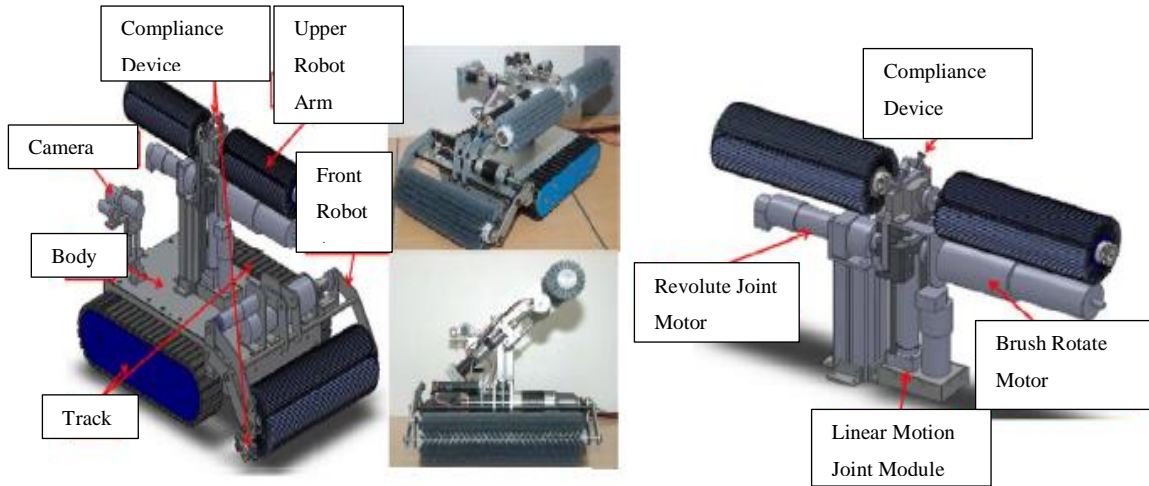 Compliance
Device
Upper
Robot
Arm
Camera
Front
Robot
Body
Track
Compliance
Device
Revolute Joint
Motor
Brush Rotate
Motor
Linear Motion
Joint Module